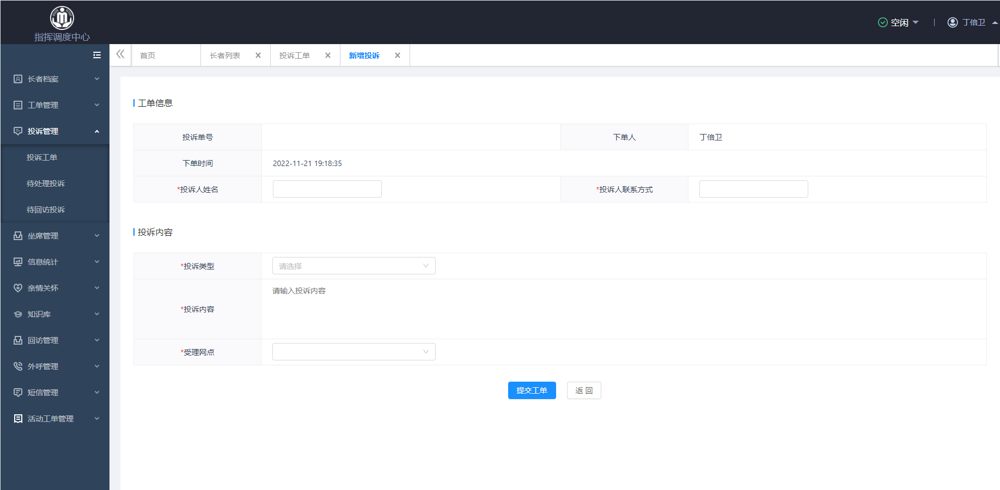 指挥调度中心
空闲
丁倍卫
首页
长者列表
投诉工单
新增投诉
长者档案
工单管理
投诉管理
投诉工单
待处理投诉
待回访投诉
坐席管理
信息统计
亲情关怀
知识库
回访管理
外呼管理
短信管理
活动工单管理
工单信息
投诉单号
下单人 丁倍卫
下单时间 2022-11-21 19:18:35
*投诉人姓名
*投诉人联系方式
投诉内容
*投诉类型 请选择
*投诉内容 请输入投诉内容
*受理网点
提交工单 返 回